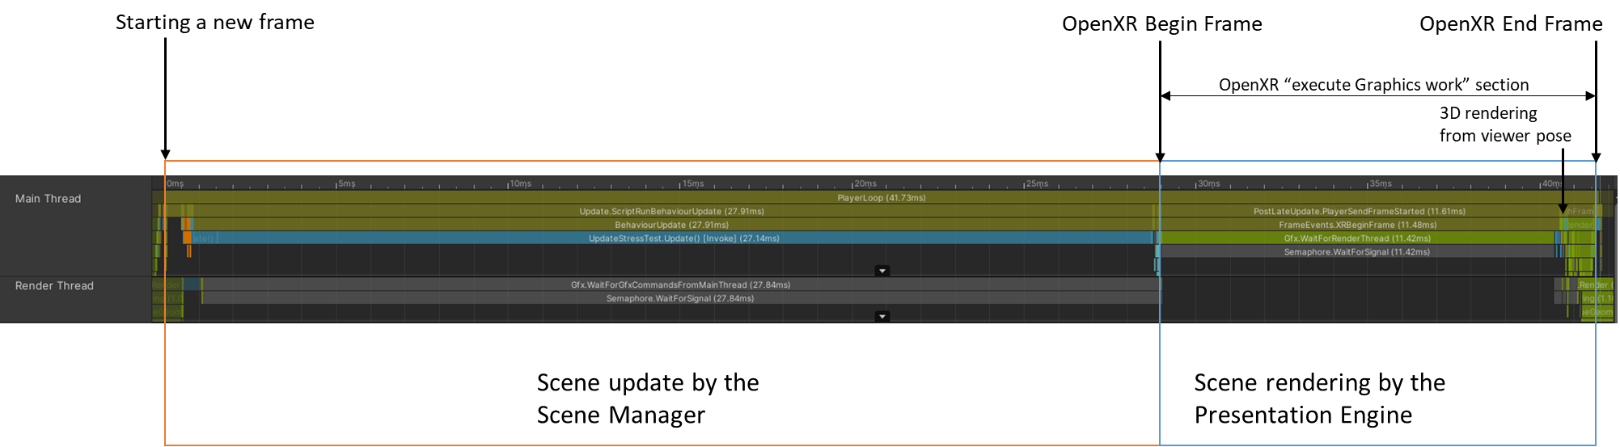 Starting a new frame
OpenXR Begin Frame
OpenXR End Frame
OpenXR “execute Graphics work” section
3D rendering
from viewer pose
Main Thread
0ms
5ms
10ms
15ms
20ms
25ms
30ms
35ms
40ms
PlayerLoop (41.73ms)
Update.ScriptRunBehaviourUpdate (27.91ms)
PostLateUpdate.PlayerSendFrameStarted (11.61ms)
BehaviourUpdate (27.91ms)
FrameEvents.XRBeginFrame (11.48ms)
UpdateStressTest.Update() [Invoke] (27.14ms)
Gfx.WaitForRenderThread (11.42ms)
Semaphore.WaitForSignal (11.42ms)
Render Thread
Gfx.WaitForGfxCommandsFromMainThread (27.84ms)
Semaphore.WaitForSignal (27.84ms)
Scene update by the
Scene Manager
Scene rendering by the
Presentation Engine